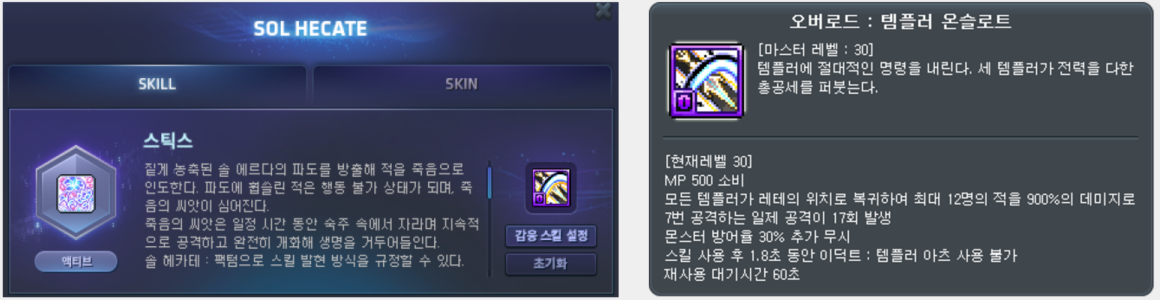 SOL HECATE
SKILL
SKIN
스틱스
짙게 농축된 솔 에르다의 파도를 방출해 적을 죽음으로
인도한다. 파도에 휩쓸린 적은 행동 불가 상태가 되며, 죽
음의 씨앗이 심어진다.
죽음의 씨앗은 일정 시간 동안 숙주 속에서 자라며 지속적
으로 공격하고 완전히 개화해 생명을 거두어들인다.
솔 헤카테 : 팩텀으로 스킬 발현 방식을 규정할 수 있다.
액티브
감응 스킬 설정
초기화
오버로드 : 템플러 온슬로트
[마스터 레벨 : 30]
템플러에 절대적인 명령을 내린다. 세 템플러가 전력을 다한
총공세를 퍼붓는다.
[현재레벨 30]
MP 500 소비
모든 템플러가 레테의 위치로 복귀하여 최대 12명의 적을 900%의 데미지로
7번 공격하는 일제 공격이 17회 발생
몬스터 방어율 30% 추가 무시
스킬 사용 후 1.8초 동안 이덕트 : 템플러 아츠 사용 불가
재사용 대기시간 60초